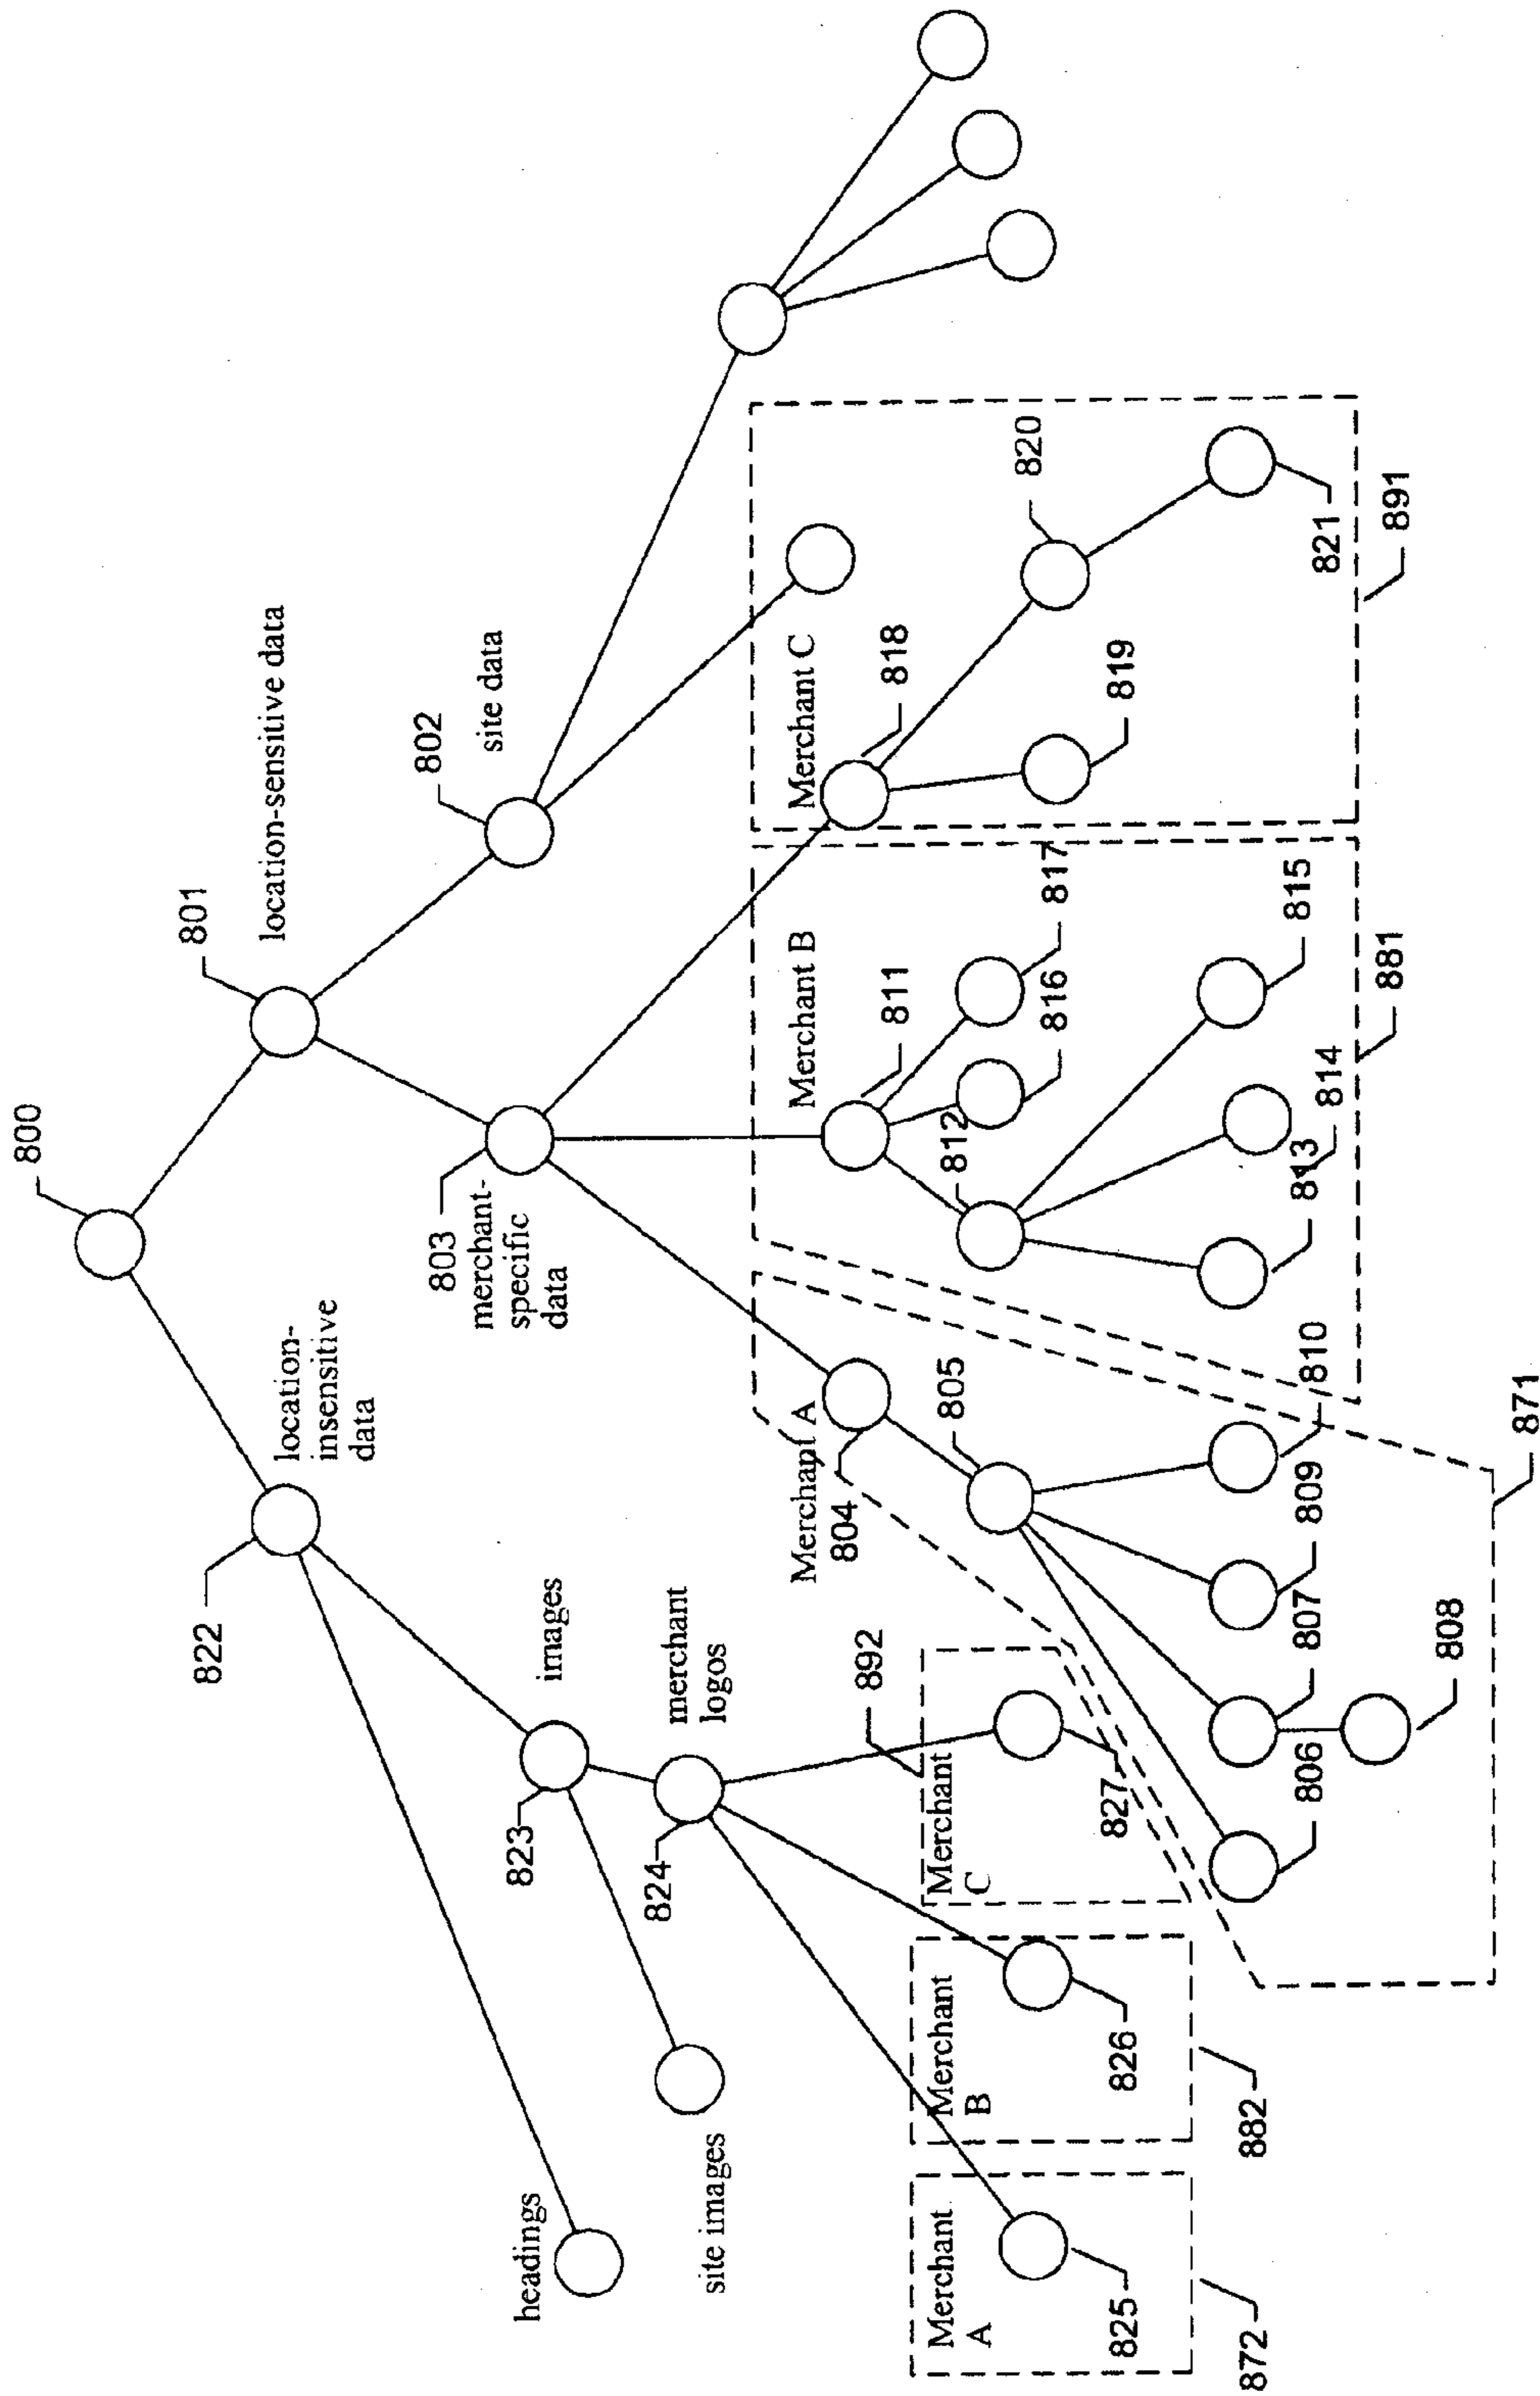 800
801
location-sensitive data
822
location-
insensitive
data
802
site data
803
merchant-
specific
data
images
823
headings
merchant
logos
824
site images
Merchant A
804
Merchant B
811
Merchant C
818
892
805
812
816
817
820
819
Merchant
A
Merchant
B
Merchant
C
825
826
827
806
807
809
810
813
814
815
821
808
872
882
871
881
891